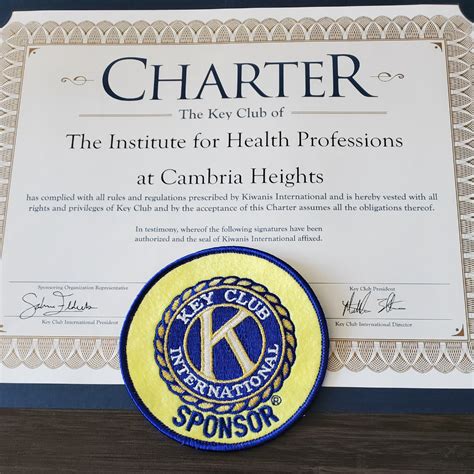 CHARTER
The Key Club of
The Institute for Health Professions
at Cambria Heights
has complied with all rules and regulations prescribed by Kiwanis International and is hereby vested with all
rights and privileges of Key Club and by the acceptance of this Charter assumes all the obligations thereof.
In testimony, whereof the following signatures have been
authorized and the seal of Kiwanis International affixed.
Sponsoring Organization Representative
Key Club President
Key Club International President
Key Club International Director
KEY CLUB
K
INTERNATIONAL
SPONSOR®